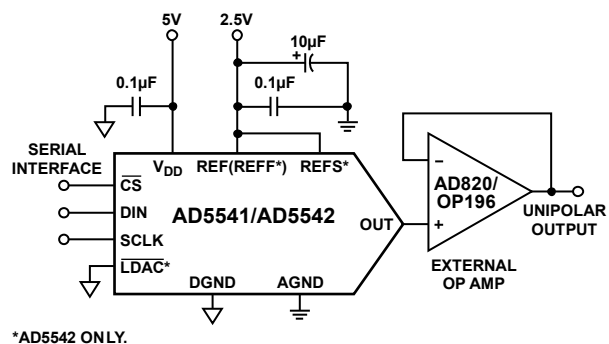 5V
2.5V
10µF
+
0.1µF
0.1µF
SERIAL
INTERFACE
VDD
REF(REFF*)
REFS*
CS
DIN
SCLK
LDAC*
AD5541/AD5542
OUT
DGND
AGND
–
+
AD820/
OP196
UNIPOLAR
OUTPUT
EXTERNAL
OP AMP
*AD5542 ONLY.